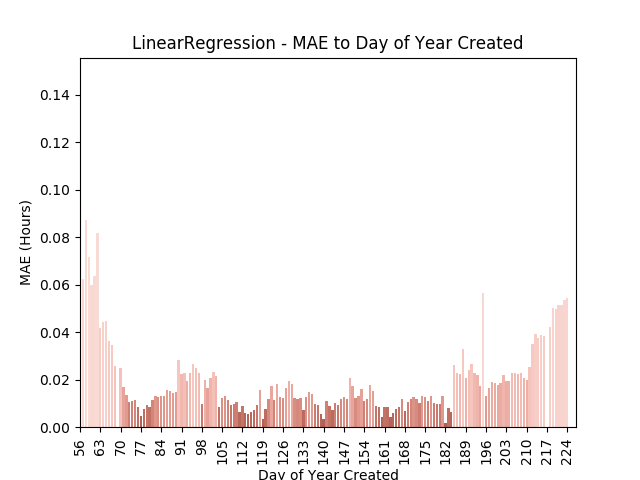 LinearRegression - MAE to Day of Year Created
MAE (Hours)
0.14
0.12
0.10
0.08
0.06
0.04
0.02
0.00
56 63 70 77 84 91 98 105 112 119 126 133 140 147 154 161 168 175 182 189 196 203 210 217 224
Day of Year Created